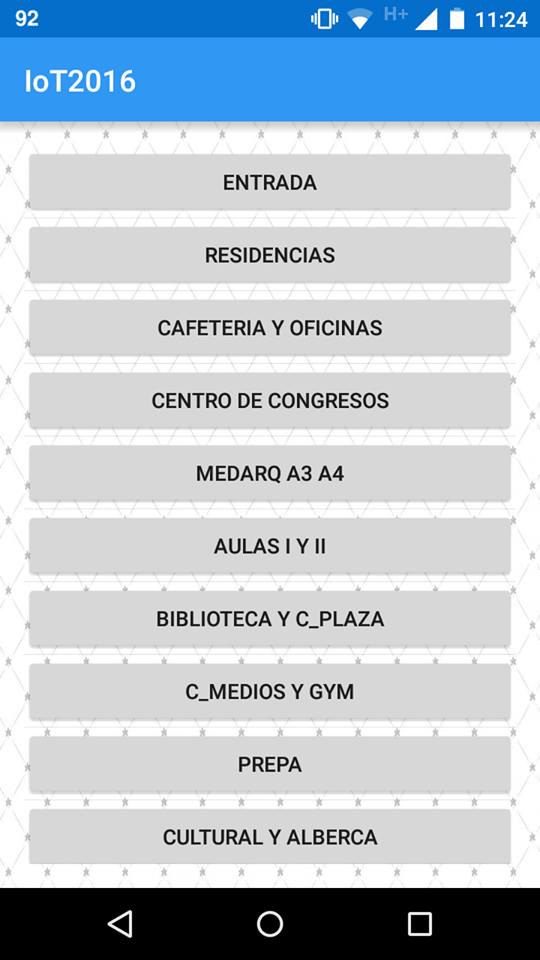 92 H+ 11:24
IoT2016
ENTRADA
RESIDENCIAS
CAFETERIA Y OFICINAS
CENTRO DE CONGRESOS
MEDARQ A3 A4
AULAS I Y II
BIBLIOTECA Y C_PLAZA
C_MEDIOS Y GYM
PREPA
CULTURAL Y ALBERCA